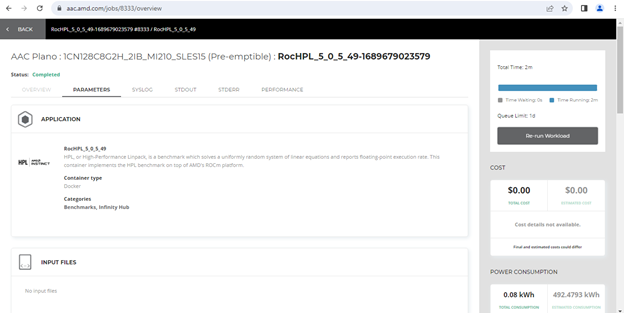 aac.amd.com/jobs/8333/overview
BACK
RocHPL_5_0_5_49-1689679023579 #8333 / RocHPL_5_0_5_49
AAC Plano : 1CN128C8G2H_2IB_MI210_SLES15 (Pre-emptible) : RocHPL_5_0_5_49-1689679023579
Status: Completed
OVERVIEW PARAMETERS SYSLOG STDOUT STDERR PERFORMANCE
APPLICATION
HPL AMD INSTINCT
RocHPL_5_0_5_49
HPL, or High-Performance Linpack, is a benchmark which solves a uniformly random system of linear equations and reports floating-point execution rate. This
container implements the HPL benchmark on top of AMD's ROCm platform.
Container type
Docker
Categories
Benchmarks, Infinity Hub
INPUT FILES
No input files
Total Time: 2m
Time Waiting: 0s Time Running: 2m
Queue Limit: 1d
Re-run Workload
COST
$0.00 $0.00
TOTAL COST ESTIMATED COST
Cost details not available.
Final and estimated costs could differ
POWER CONSUMPTION
0.08 kWh 492.4793 kWh
TOTAL CONSUMPTION ESTIMATED CONSUMPTION